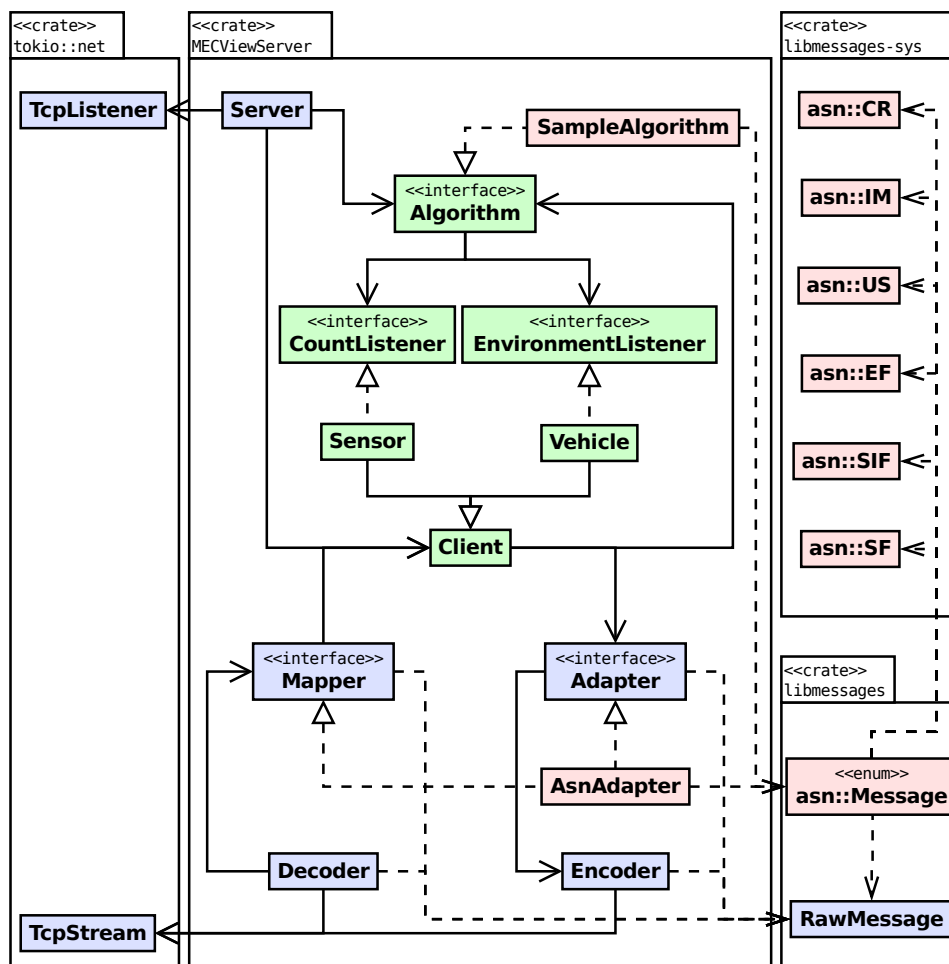 <<crate>>
tokio::net
<<crate>>
MECViewServer
<<crate>>
libmessages-sys
TcpListener
Server
SampleAlgorithm
asn::CR
<<interface>>
Algorithm
asn::IM
asn::US
<<interface>>
CountListener
<<interface>>
EnvironmentListener
asn::EF
Sensor
Vehicle
asn::SIF
Client
asn::SF
<<interface>>
Mapper
<<interface>>
Adapter
<<crate>>
libmessages
AsnAdapter
<<enum>>
asn::Message
Decoder
Encoder
TcpStream
RawMessage